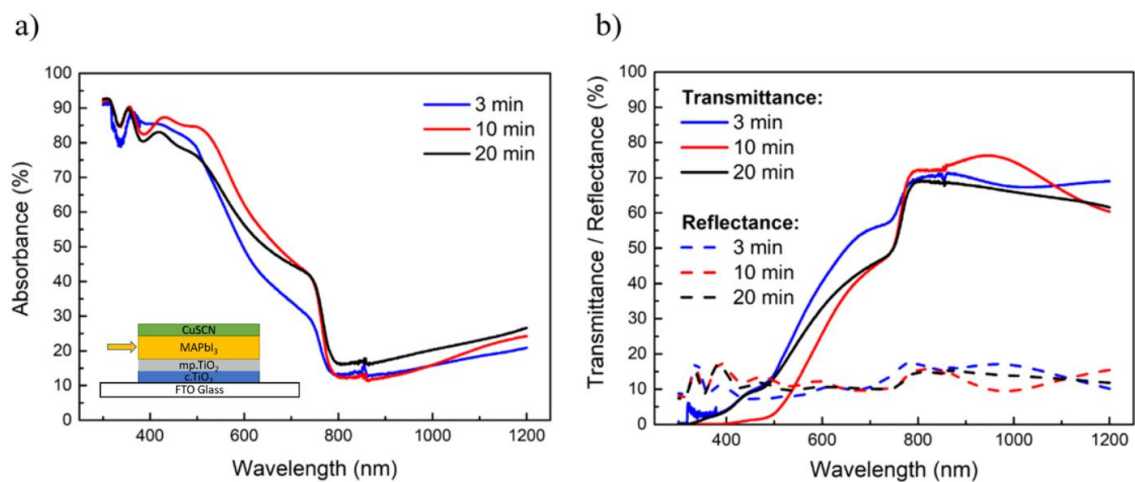 a)
100
90
80
70
60
50
40
30
20
10
0
Absorbance (%)
3 min
10 min
20 min
CuSCN
MAPbI₃
mp.TiO₂
c.TiO₂
FTO Glass
400 600 800 1000 1200
Wavelength (nm)
b)
100
90
80
70
60
50
40
30
20
10
0
Transmittance / Reflectance (%)
Transmittance:
3 min
10 min
20 min
Reflectance:
3 min
10 min
20 min
400 600 800 1000 1200
Wavelength (nm)